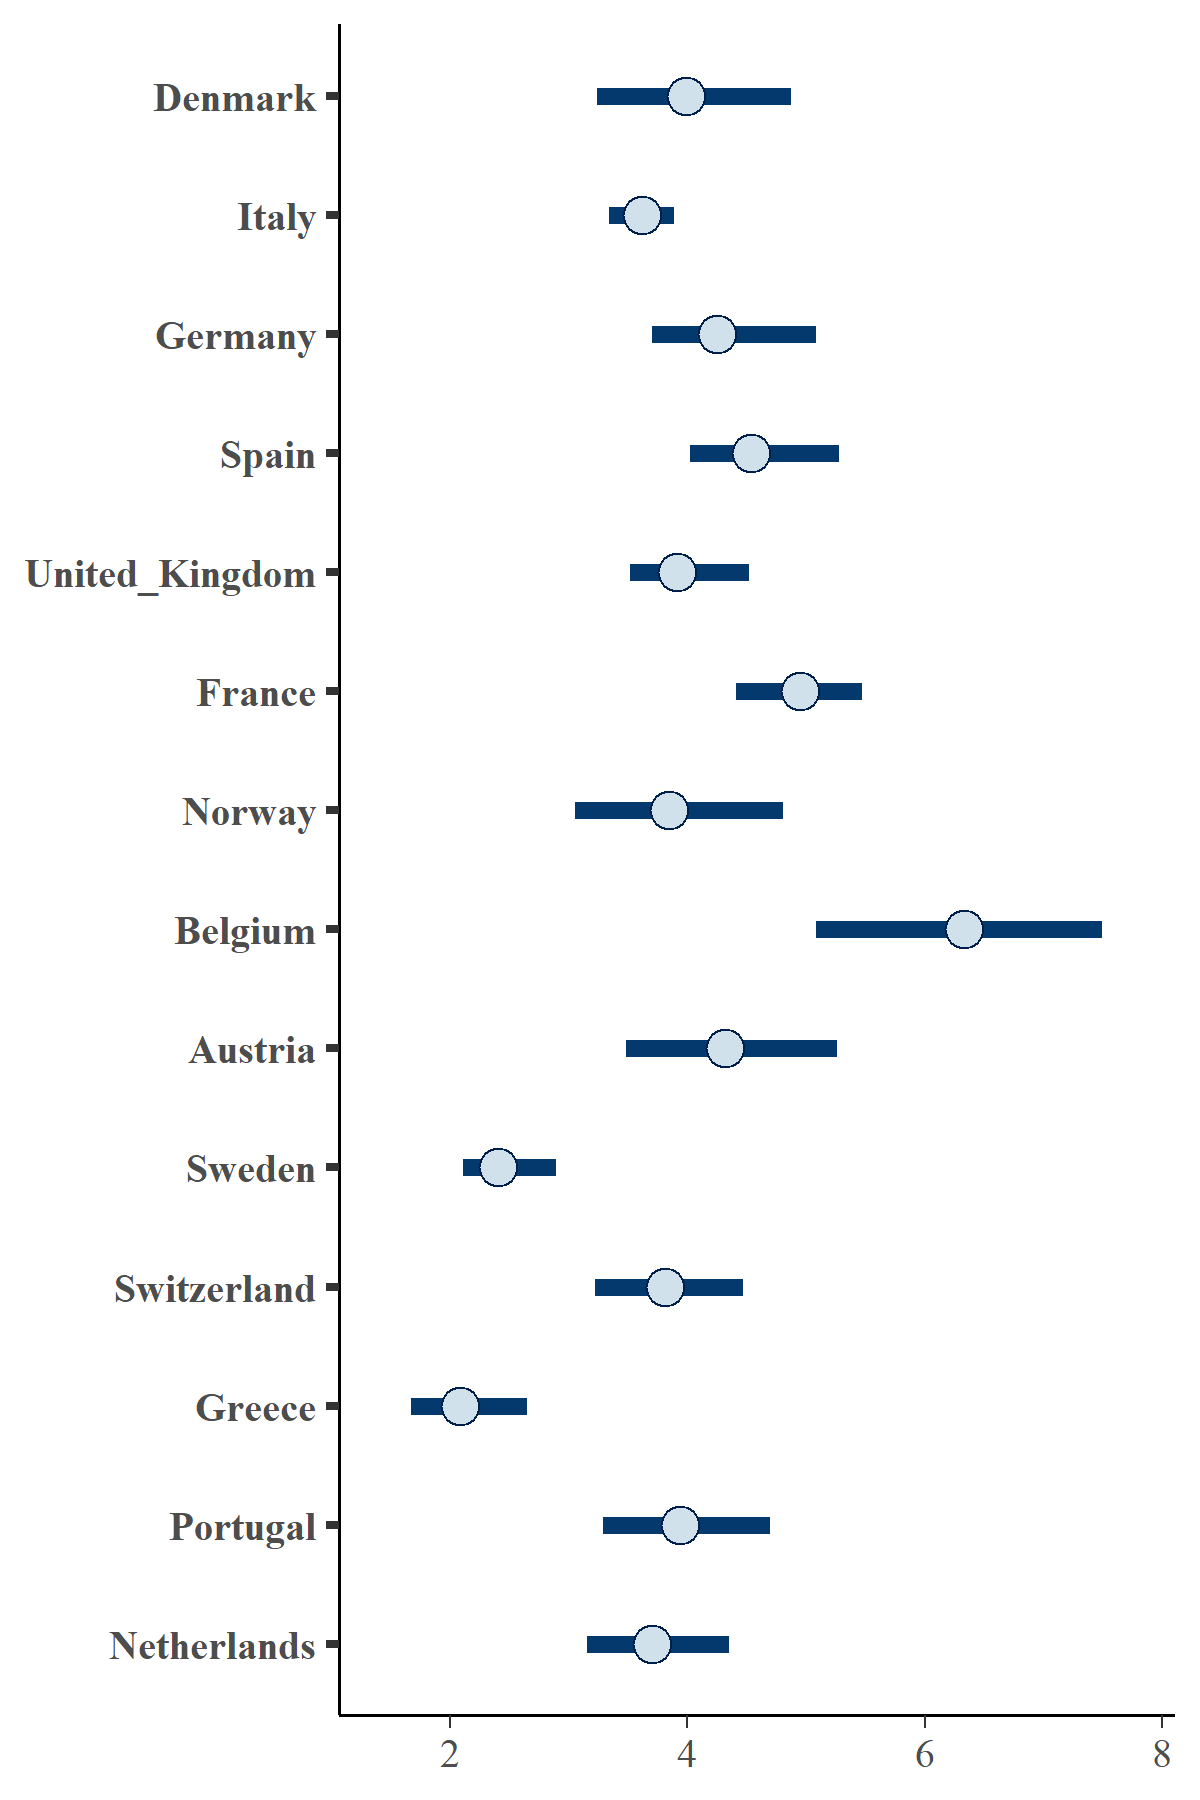 Denmark
Italy
Germany
Spain
United_Kingdom
France
Norway
Belgium
Austria
Sweden
Switzerland
Greece
Portugal
Netherlands
2 4 6 8